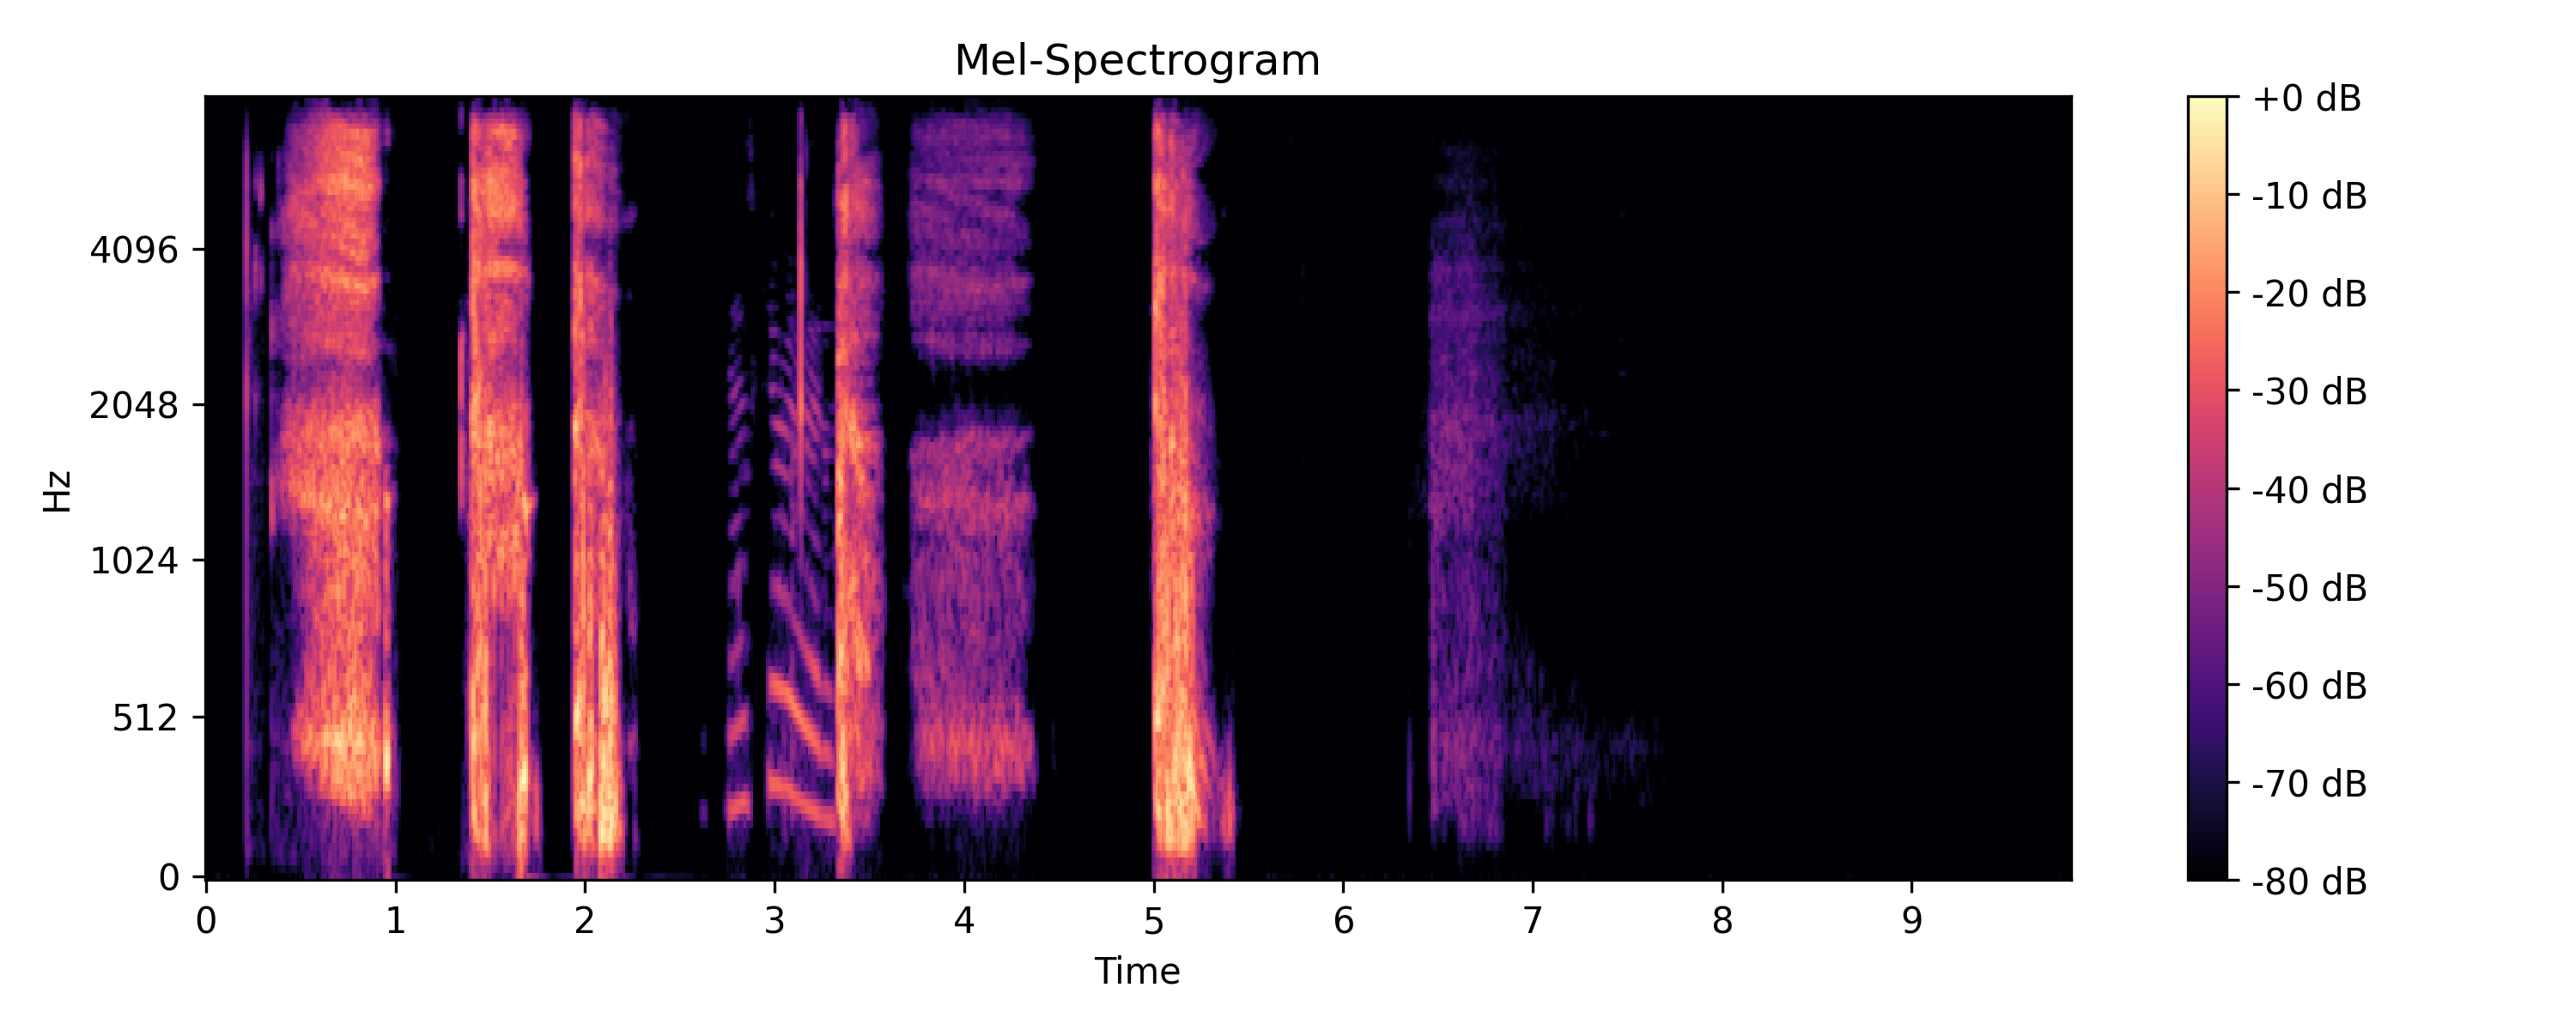 Mel-Spectrogram
+0 dB
-10 dB
-20 dB
-30 dB
-40 dB
-50 dB
-60 dB
-70 dB
-80 dB
Hz
4096
2048
1024
512
0
0 1 2 3 4 5 6 7 8 9
Time